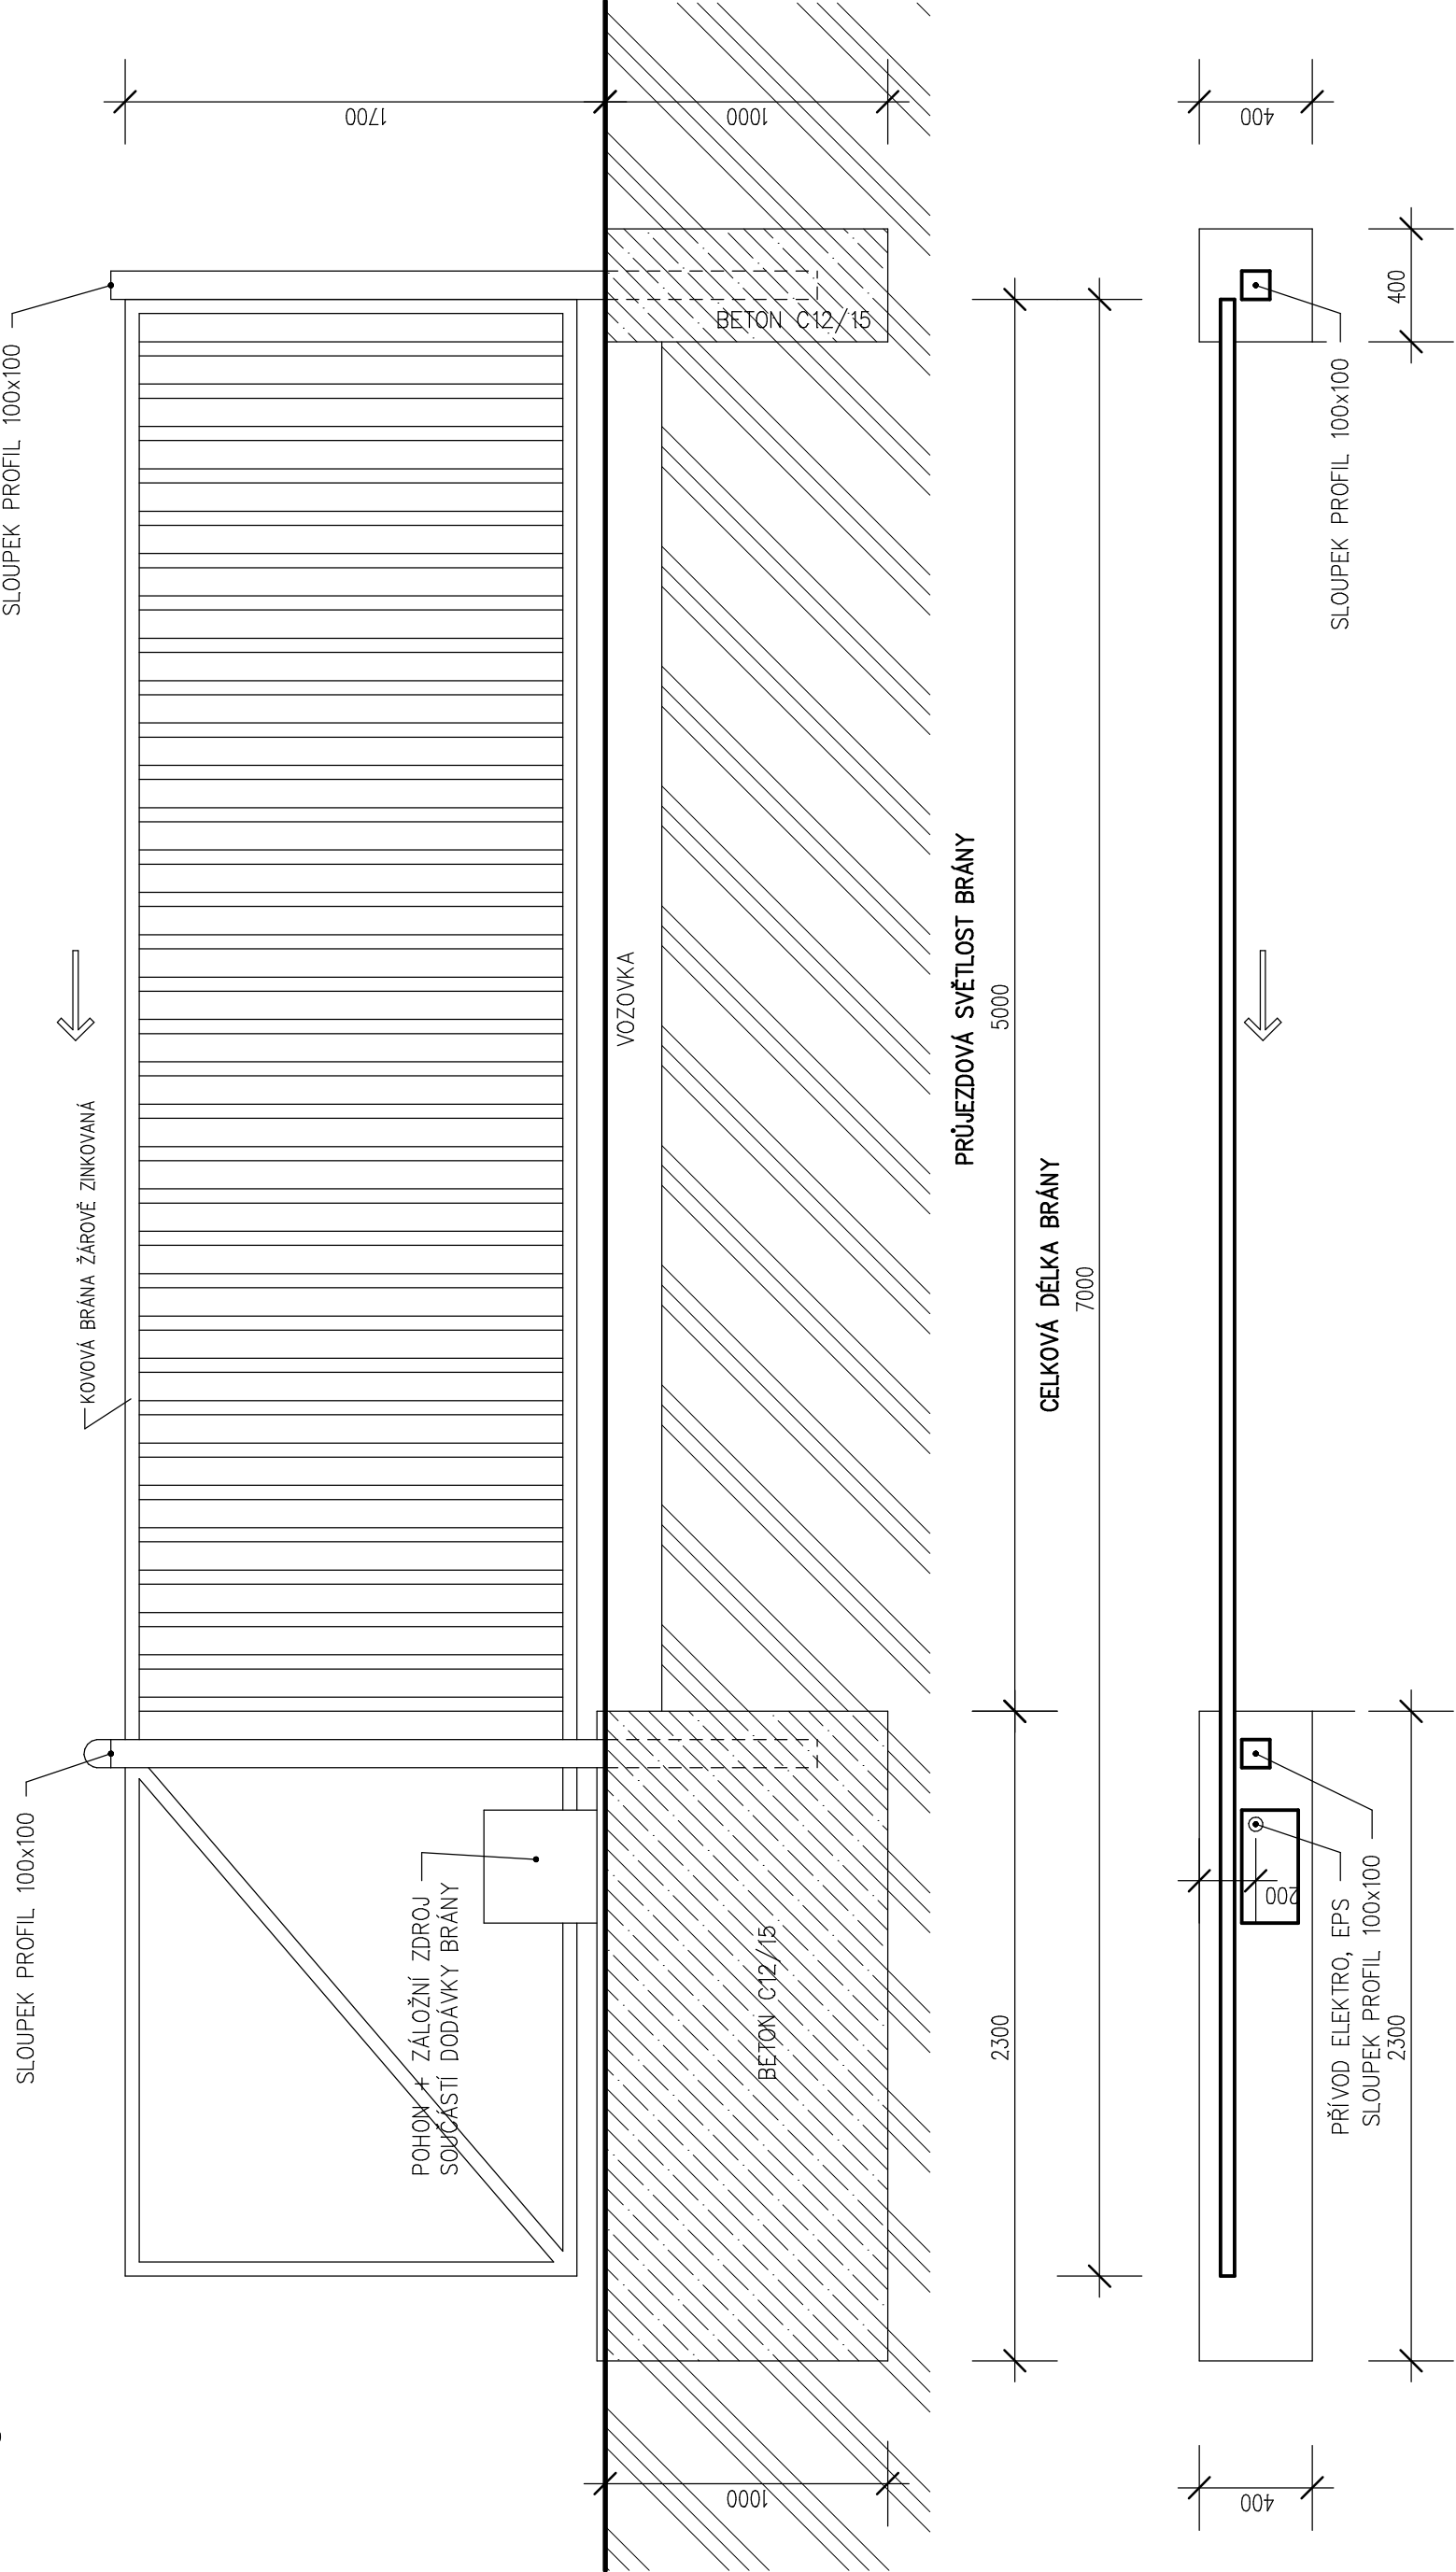 SLOUPEK PROFIL 100x100
SLOUPEK PROFIL 100x100
KOVOVÁ BRÁNA ŽÁROVĚ ZINKOVANÁ
1700
POHON + ZÁLOŽNÍ ZDROJ
SOUČÁSTÍ DODÁVKY BRÁNY
VOZOVKA
1000
BETON C12/15
BETON C12/15
1000
PRŮJEZDOVÁ SVĚTLOST BRÁNY
2300
5000
CELKOVÁ DÉLKA BRÁNY
7000
400
200
400
PŘÍVOD ELEKTRO, EPS
SLOUPEK PROFIL 100x100
SLOUPEK PROFIL 100x100
2300
400